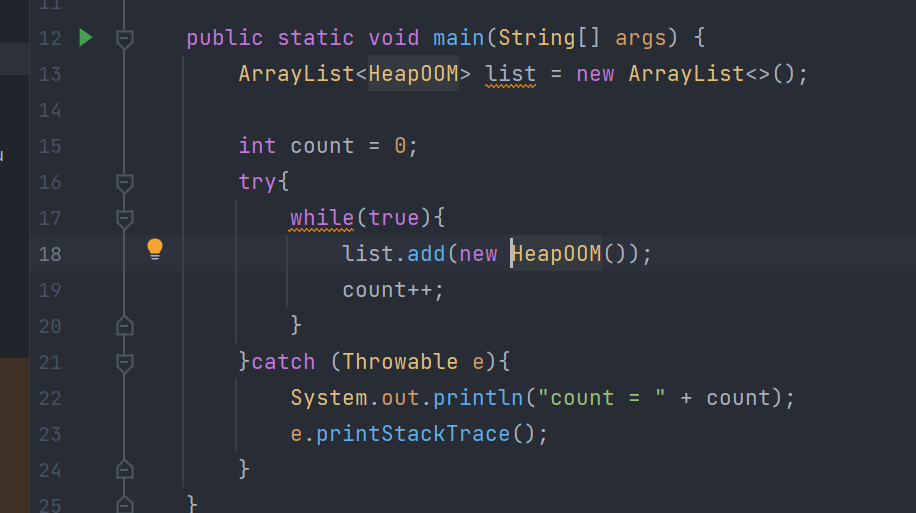 11
12 public static void main(String[] args) {
13 ArrayList<HeapOOM> list = new ArrayList<>();
14
15 int count = 0;
16 try{
17 while(true){
18 list.add(new HeapOOM());
19 count++;
20 }
21 }catch (Throwable e){
22 System.out.println("count = " + count);
23 e.printStackTrace();
24 }
25 }